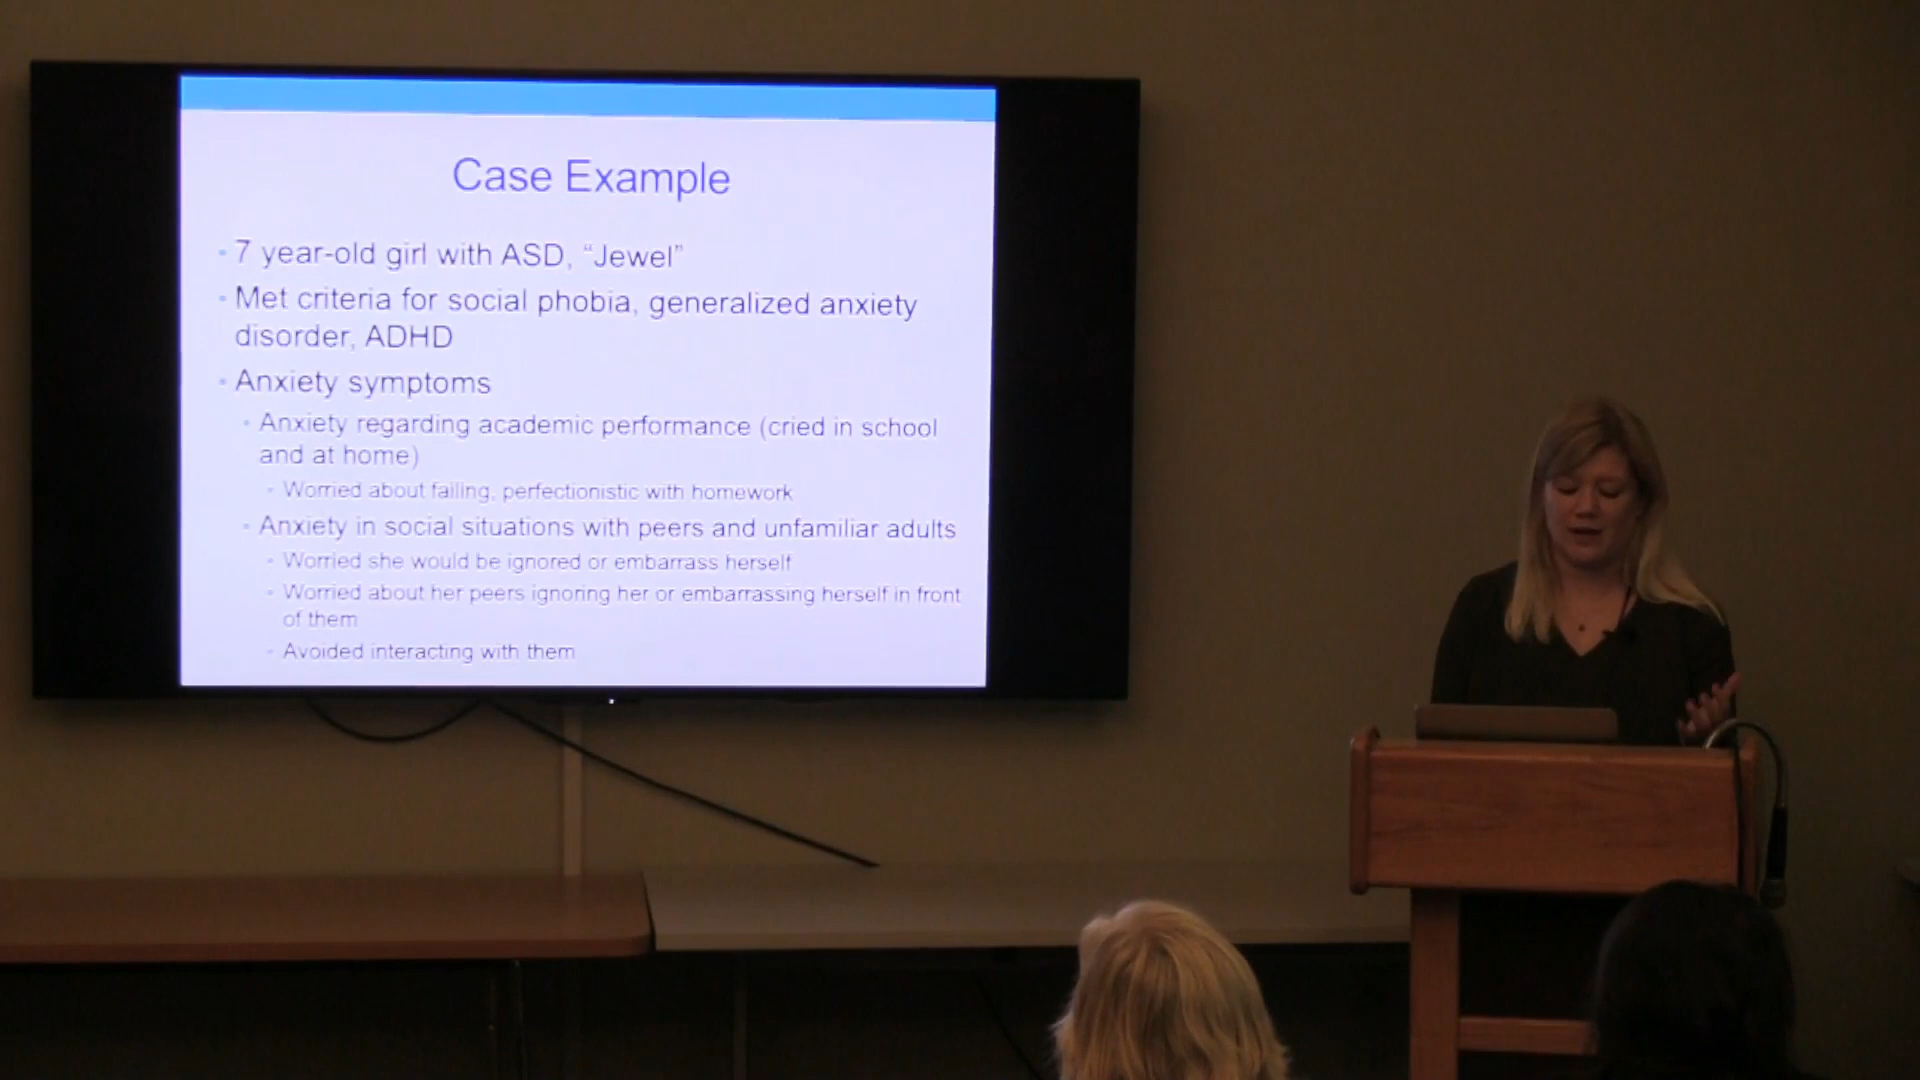 Case Example
7 year-old girl with ASD, “Jewel”
Met criteria for social phobia, generalized anxiety
disorder, ADHD
Anxiety symptoms
Anxiety regarding academic performance (cried in school
and at home)
Worried about failing, perfectionistic with homework
Anxiety in social situations with peers and unfamiliar adults
Worried she would be ignored or embarrass herself
Worried about her peers ignoring her or embarrassing herself in front
of them
Avoided interacting with them